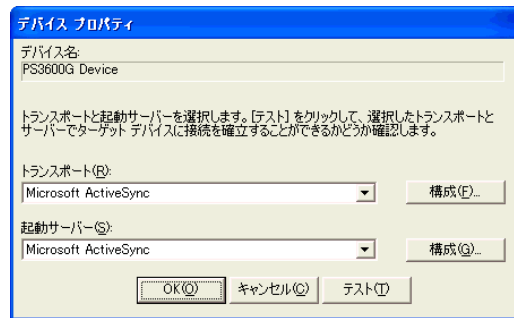 デバイス プロパティ
デバイス名:
PS3600G Device
トランスポートと起動サーバーを選択します。[テスト] をクリックして、選択したトランスポートと
サーバーでターゲット デバイスに接続を確立することができるかどうか確認します。
トランスポート(R):
Microsoft ActiveSync
構成(F)...
起動サーバー(S):
Microsoft ActiveSync
構成(G)...
OK(O) キャンセル(C) テスト(T)